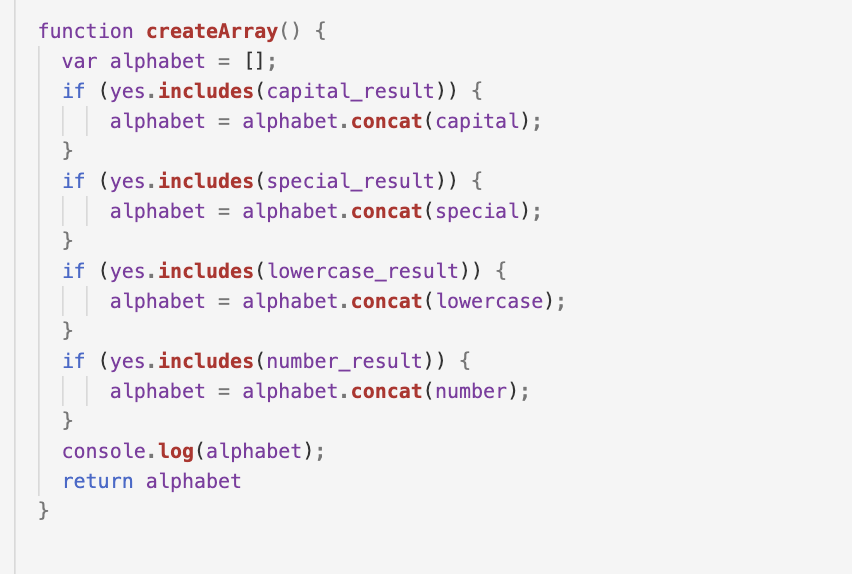 function createArray() {
  var alphabet = [];
  if (yes.includes(capital_result)) {
      alphabet = alphabet.concat(capital);
  }
  if (yes.includes(special_result)) {
      alphabet = alphabet.concat(special);
  }
  if (yes.includes(lowercase_result)) {
      alphabet = alphabet.concat(lowercase);
  }
  if (yes.includes(number_result)) {
      alphabet = alphabet.concat(number);
  }
  console.log(alphabet);
  return alphabet
}